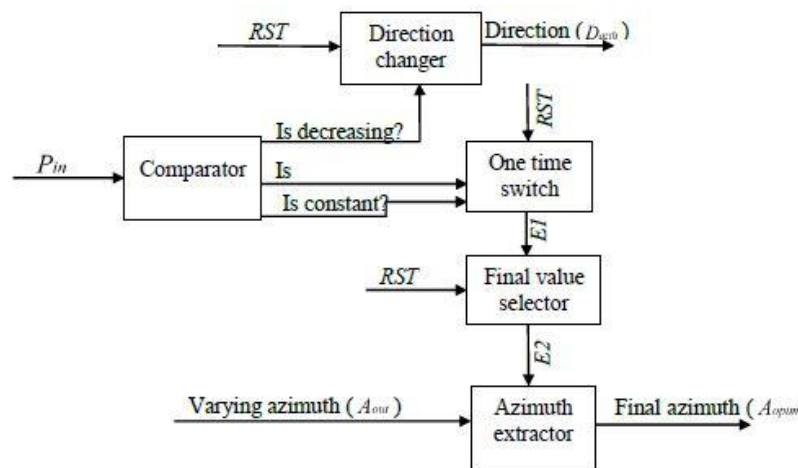 RST
Direction
changer
Direction (
)
RST
Is decreasing?
Pin
Comparator
Is
Is constant?
One time
switch
E1
RST
Final value
selector
E2
Varying azimuth ( Aout )
Azimuth
extractor
Final azimuth ( Aoptm